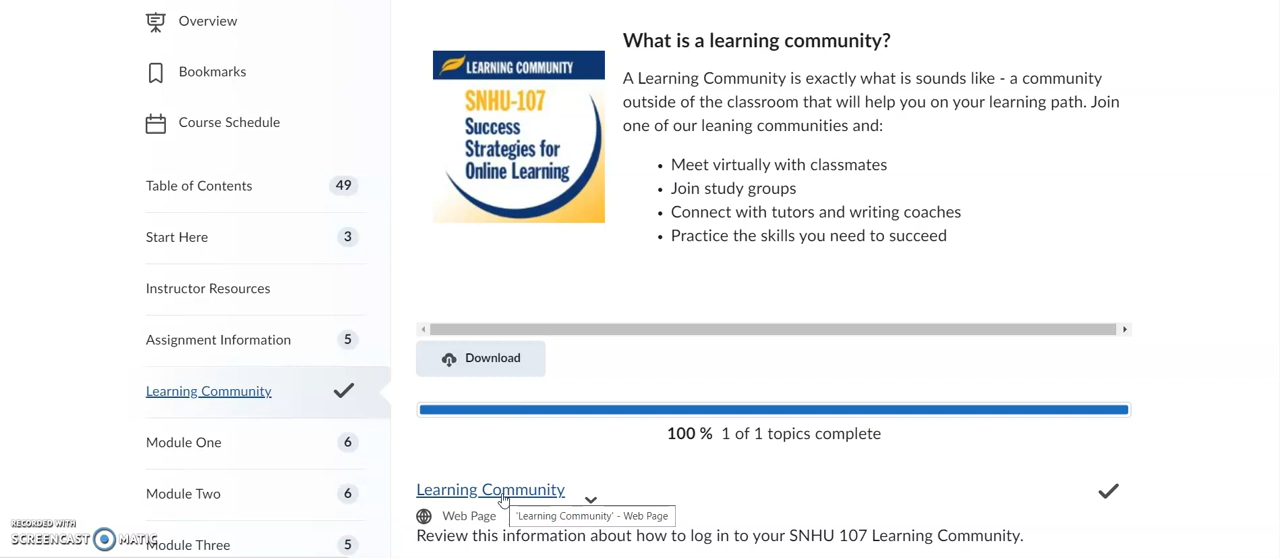 Overview
Bookmarks
Course Schedule
Table of Contents 49
Start Here 3
Instructor Resources
Assignment Information 5
Learning Community
Module One 6
Module Two 6
Module Three 5
RECORDED WITH
SCREENCAST MATIC
LEARNING COMMUNITY
SNHU-107
Success
Strategies for
Online Learning
What is a learning community?
A Learning Community is exactly what is sounds like - a community
outside of the classroom that will help you on your learning path. Join
one of our leaning communities and:
• Meet virtually with classmates
• Join study groups
• Connect with tutors and writing coaches
• Practice the skills you need to succeed
Download
100 % 1 of 1 topics complete
Learning Community
Web Page
'Learning Community' - Web Page
Review this information about how to log in to your SNHU 107 Learning Community.